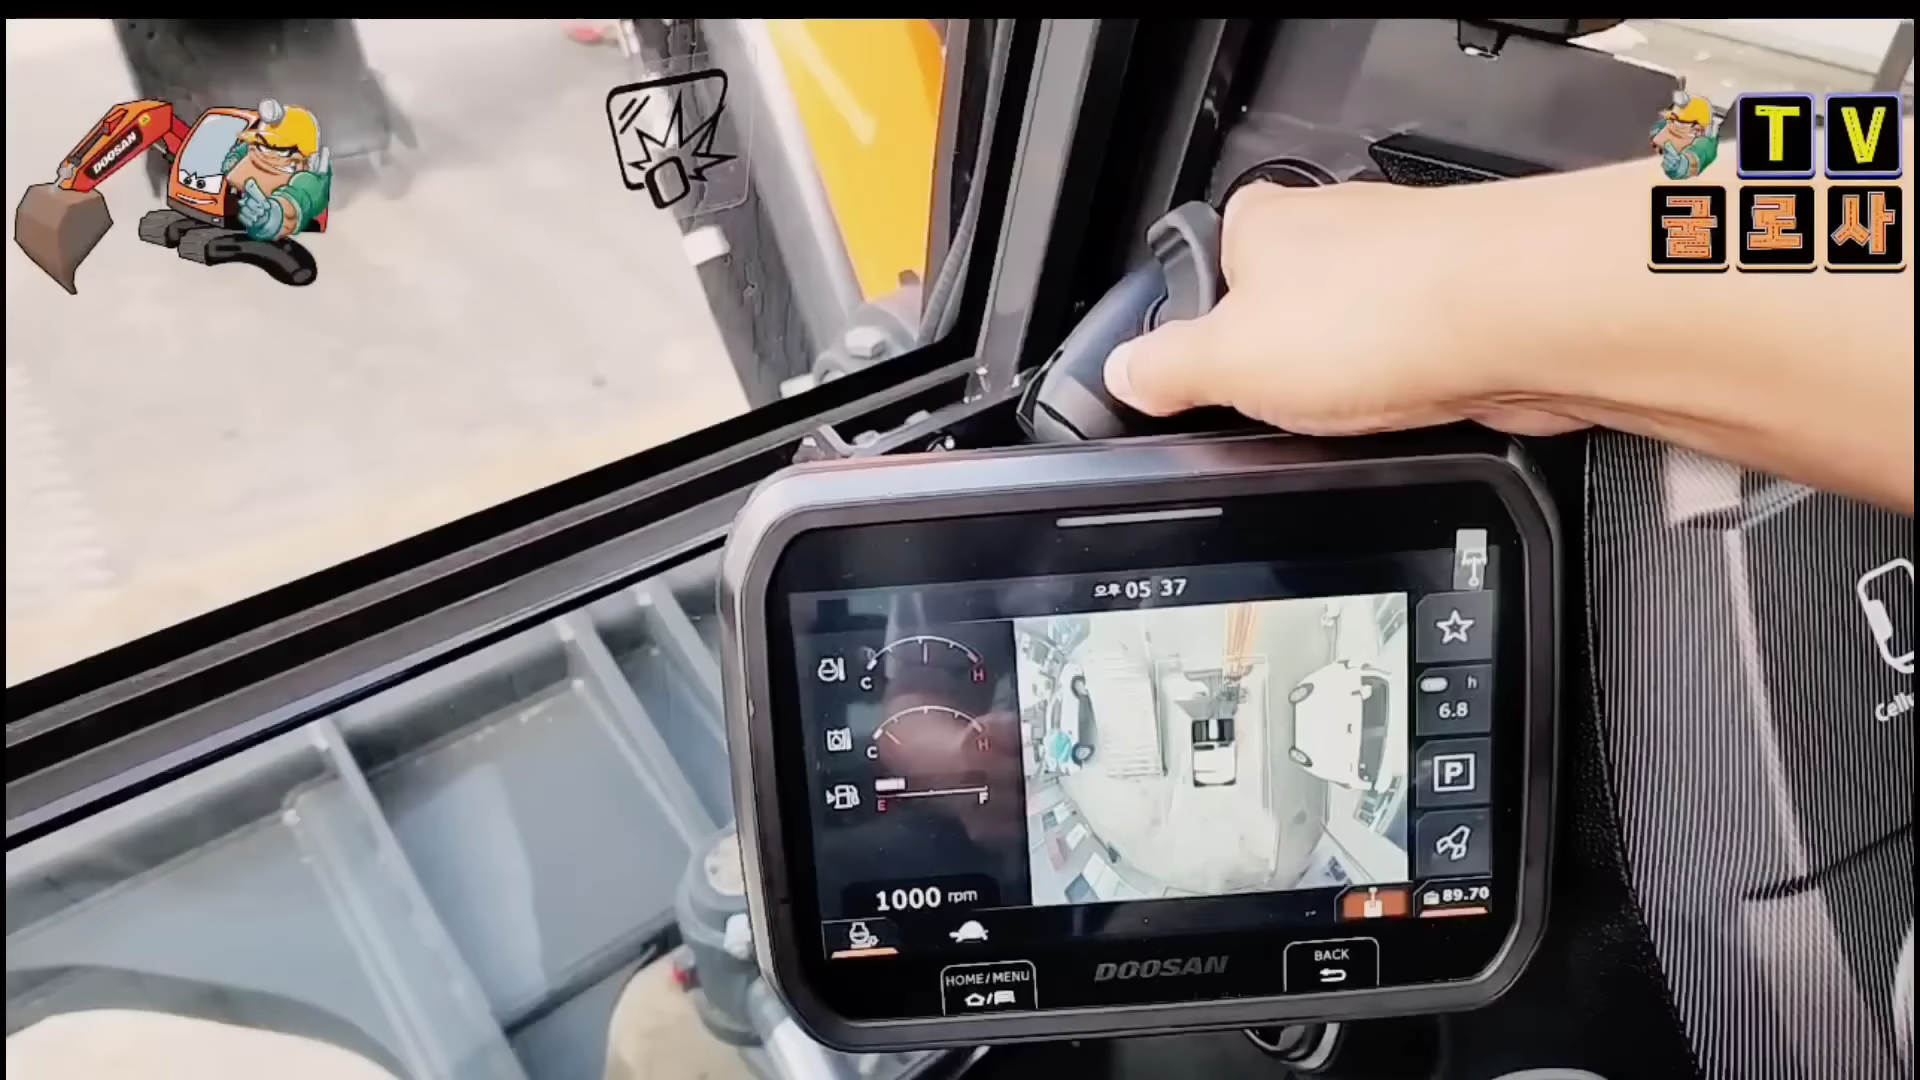 DOOSAN
TV
굴로사
오후 05 37
C H
h
6.8
C H
E F
P
1000 rpm
89.70
HOME/MENU
DOOSAN
BACK